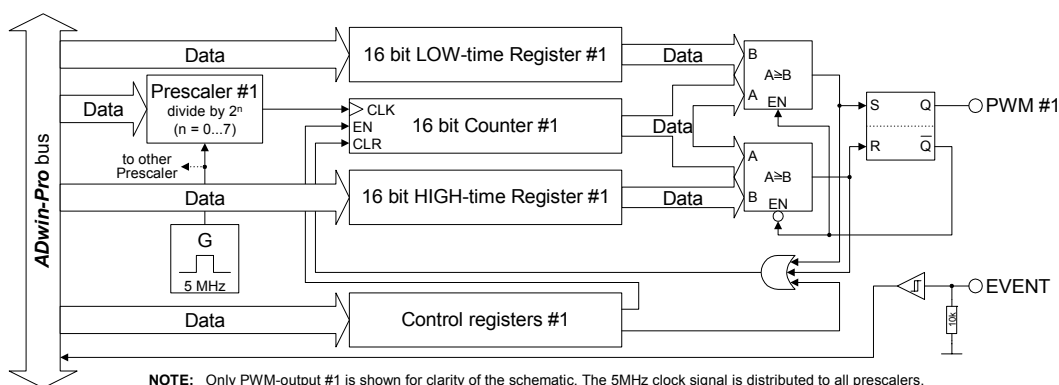 ADwin-Pro bus
Data
16 bit LOW-time Register #1
Data
B
A≥B
A
EN
Data
Prescaler #1
divide by 2ⁿ
(n = 0...7)
CLK
EN
CLR
16 bit Counter #1
Data
S
Q
R
Q̅
PWM #1
to other
Prescaler
A
A≥B
B
EN
Data
16 bit HIGH-time Register #1
Data
G
5 MHz
Data
Control registers #1
EVENT
10k
NOTE: Only PWM-output #1 is shown for clarity of the schematic. The 5MHz clock signal is distributed to all prescalers.